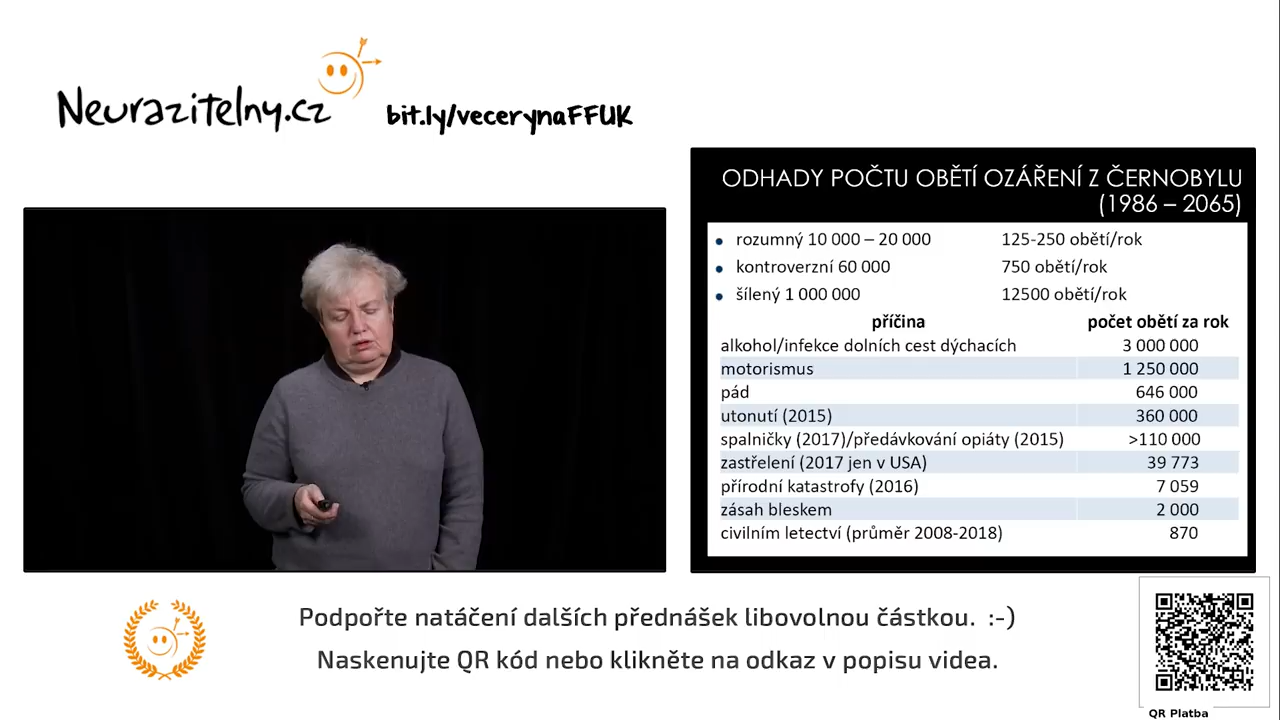 Neurazitelny.cz
bit.ly/vecerynaFFUK
ODHADY POČTU OBĚTÍ OZÁŘENÍ Z ČERNOBYLU
(1986 – 2065)
• rozumný 10 000 – 20 000 125-250 obětí/rok
• kontroverzní 60 000 750 obětí/rok
• šílený 1 000 000 12500 obětí/rok
příčina počet obětí za rok
alkohol/infekce dolních cest dýchacích 3 000 000
motorismus 1 250 000
pád 646 000
utonutí (2015) 360 000
spalničky (2017)/předávkování opiáty (2015) >110 000
zastřelení (2017 jen v USA) 39 773
přírodní katastrofy (2016) 7 059
zásah bleskem 2 000
civilním letectví (průměr 2008-2018) 870
Podpořte natáčení dalších přednášek libovolnou částkou. :-)
Naskenujte QR kód nebo klikněte na odkaz v popisu videa.
QR Platba